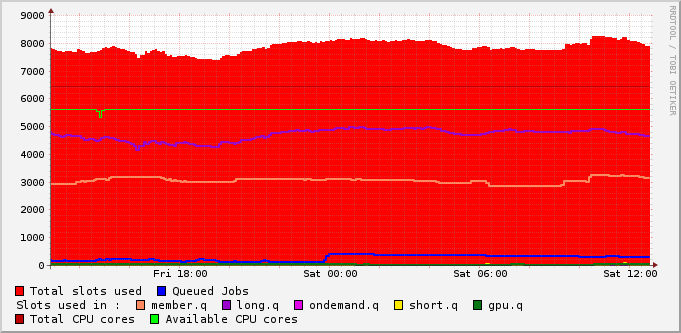 9000
8000
7000
6000
5000
4000
3000
2000
1000
0
Fri 18:00 Sat 00:00 Sat 06:00 Sat 12:00
Total slots used Queued Jobs
Slots used in : member.q long.q ondemand.q short.q gpu.q
Total CPU cores Available CPU cores
RRDTOOL / TOBI OETIKER